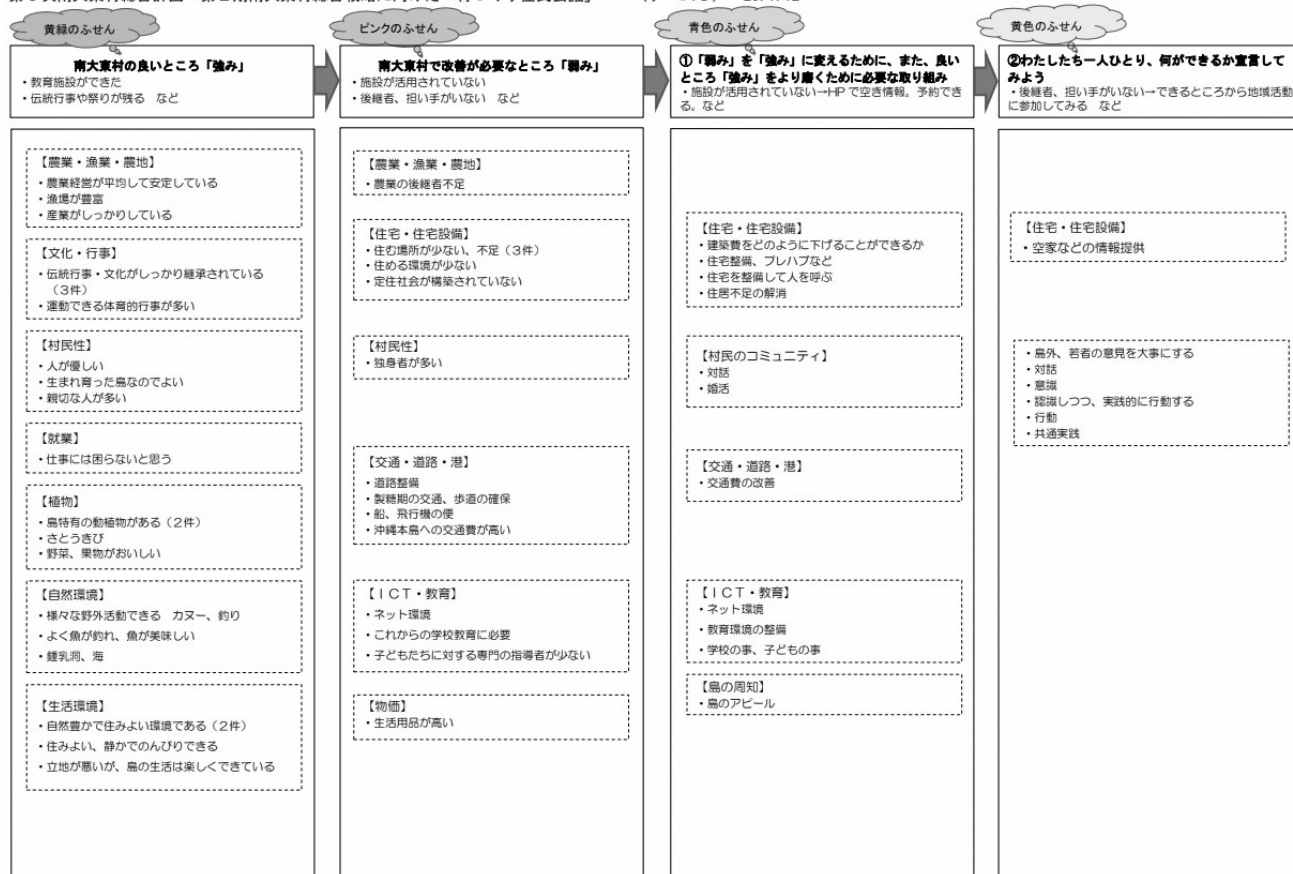 黄緑のふせん
南大東村の良いところ「強み」
・教育施設ができた
・伝統行事や祭りが残る　など
【農業・漁業・農地】
・農業経営が平均して安定している
・漁場が豊富
・産業がしっかりしている
【文化・行事】
・伝統行事・文化がしっかり継承されている
（３件）
・運動できる体育的行事が多い
【村民性】
・人が優しい
・生まれ育った島なのでよい
・親切な人が多い
【就業】
・仕事には困らないと思う
【植物】
・島特有の動植物がある（２件）
・さとうきび
・野菜、果物がおいしい
【自然環境】
・様々な野外活動できる　カヌー、釣り
・よく魚が釣れ、魚が美味しい
・鍾乳洞、海
【生活環境】
・自然豊かで住みよい環境である（２件）
・住みよい、静かでのんびりできる
・立地が悪いが、島の生活は楽しくできている
ピンクのふせん
南大東村で改善が必要なところ「弱み」
・施設が活用されていない
・後継者、担い手がいない　など
【農業・漁業・農地】
・農業の後継者不足
【住宅・住宅設備】
・住む場所が少ない、不足（３件）
・住める環境が少ない
・定住社会が構築されていない
【村民性】
・独身者が多い
【交通・道路・港】
・道路整備
・製糖期の交通、歩道の確保
・船、飛行機の便
・沖縄本島への交通費が高い
【ＩＣＴ・教育】
・ネット環境
・これからの学校教育に必要
・子どもたちに対する専門の指導者が少ない
【物価】
・生活用品が高い
青色のふせん
①「弱み」を「強み」に変えるために、また、良い
ところ「強み」をより磨くために必要な取り組み
・施設が活用されていない→HPで空き情報。予約でき
る。など
【住宅・住宅設備】
・建築費をどのように下げることができるか
・住宅整備、プレハブなど
・住宅を整備して人を呼ぶ
・住居不足の解消
【村民のコミュニティ】
・対話
・婚活
【交通・道路・港】
・交通費の改善
【ＩＣＴ・教育】
・ネット環境
・教育環境の整備
・学校の事、子どもの事
【島の周知】
・島のアピール
黄色のふせん
②わたしたち一人ひとり、何ができるか宣言して
みよう
・後継者、担い手がいない→できるところから地域活動
に参加してみる　など
【住宅・住宅設備】
・空家などの情報提供
・島外、若者の意見を大事にする
・対話
・意識
・認識しつつ、実践的に行動する
・行動
・共通実践